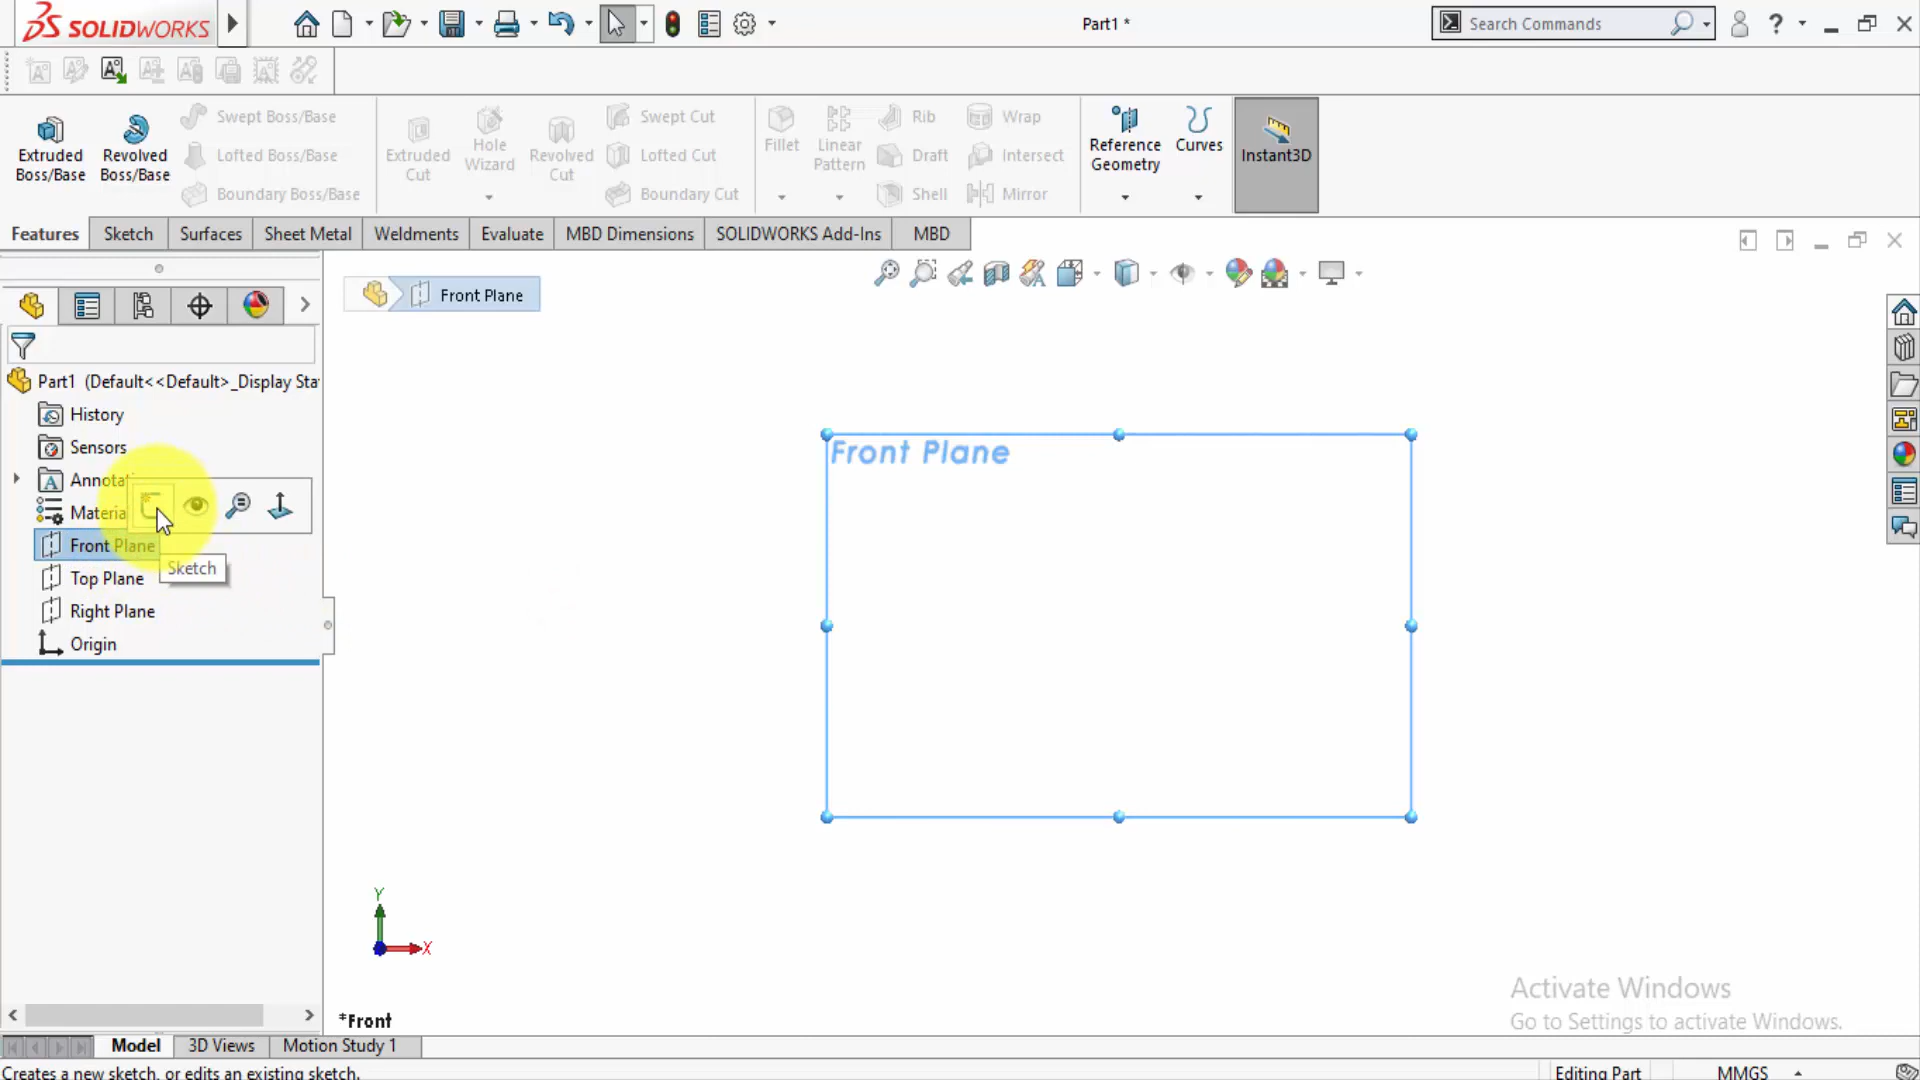 SOLIDWORKS
Part1 *
Search Commands
Extruded Boss/Base
Revolved Boss/Base
Swept Boss/Base
Lofted Boss/Base
Boundary Boss/Base
Extruded Cut
Hole Wizard
Revolved Cut
Swept Cut
Lofted Cut
Boundary Cut
Fillet
Linear Pattern
Rib
Draft
Shell
Wrap
Intersect
Mirror
Reference Geometry
Curves
Instant3D
Features
Sketch
Surfaces
Sheet Metal
Weldments
Evaluate
MBD Dimensions
SOLIDWORKS Add-Ins
MBD
Front Plane
Part1 (Default<<Default>_Display Sta
History
Sensors
Annotati
Materia
Front Plane
Sketch
Top Plane
Right Plane
Origin
Front Plane
Y
X
*Front
Activate Windows
Go to Settings to activate Windows.
Model
3D Views
Motion Study 1
Creates a new sketch, or edits an existing sketch.
Editing Part
MMGS